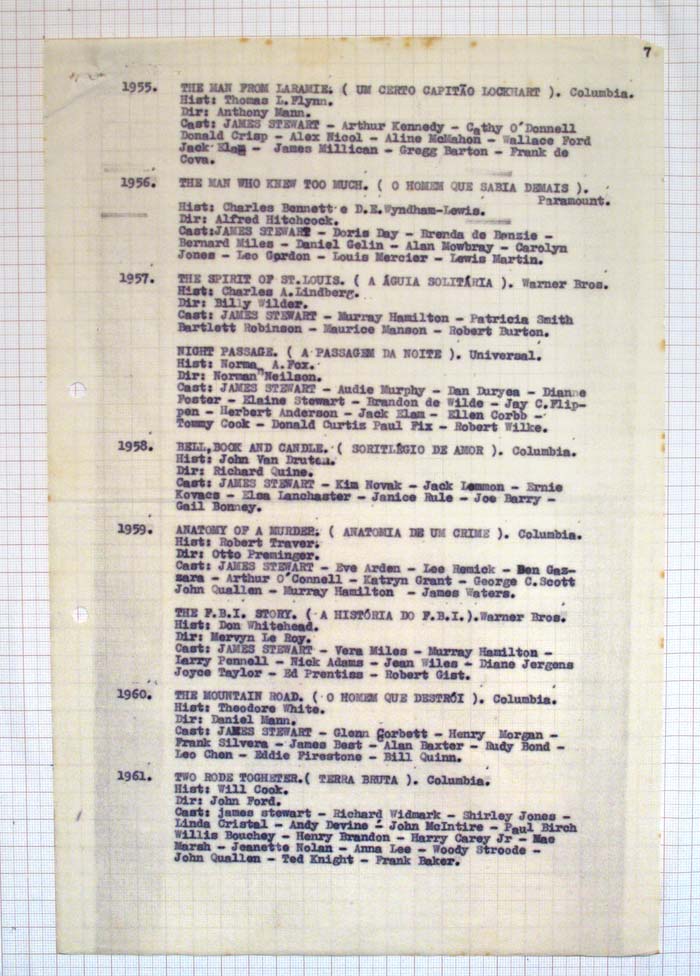 7
1955. THE MAN FROM LARAMIE. ( UM CERTO CAPITÃO LOCKHART ). Columbia.
Hist: Thomas L.Flynn.
Dir: Anthony Mann.
Cast: JAMES STEWART - Arthur Kennedy - Cathy O'Donnell
Donald Crisp - Alex Nicol - Aline McMahon - Wallace Ford
Jack Elam - James Millican - Gregg Barton - Frank de
Cova.
1956. THE MAN WHO KNEW TOO MUCH. ( O HOMEM QUE SABIA DEMAIS ).
Paramount.
Hist: Charles Bennett e D.E.Wyndham-Lewis.
Dir: Alfred Hitchcock.
Cast:JAMES STEWART - Doris Day - Brenda de Benzie -
Bernard Miles - Daniel Gelin - Alan Mowbray - Carolyn
Jones - Leo Gordon - Louis Mercier - Lewis Martin.
1957. THE SPIRIT OF ST.LOUIS. ( A ÁGUIA SOLITÁRIA ). Warner Bros.
Hist: Charles A.Lindberg.
Dir: Billy Wilder.
Cast: JAMES STEWART - Murray Hamilton - Patricia Smith
Bartlett Robinson - Maurice Manson - Robert Burton.
NIGHT PASSAGE. ( A PASSAGEM DA NOITE ). Universal.
Hist: Norman A.Fox.
Dir: Norman Neilson.
Cast: JAMES STEWART - Audie Murphy - Dan Duryea - Dianne
Foster - Elaine Stewart - Brandon de Wilde - Jay C.Flip-
pen - Herbert Anderson - Jack Elam - Ellen Corbb -
Tommy Cook - Donald Curtis Paul Fix - Robert Wilke.
1958. BELL,BOOK AND CANDLE. ( SORITLÉGIO DE AMOR ). Columbia.
Hist: John Van Druten.
Dir: Richard Quine.
Cast: JAMES STEWART - Kim Novak - Jack Lemmon - Ernie
Kovacs - Elsa Lanchaster - Janice Rule - Joe Barry -
Gail Bonney.
1959. ANATOMY OF A MURDER. ( ANATOMIA DE UM CRIME ). Columbia.
Hist: Robert Traver.
Dir: Otto Preminger.
Cast: JAMES STEWART - Eve Arden - Lee Remick - Ben Gaz-
zara - Arthur O'Connell - Katryn Grant - George C.Scott
John Quallen - Murray Hamilton - James Waters.
THE F.B.I. STORY. ( A HISTÓRIA DO F.B.I.).Warner Bros.
Hist: Don Whitehead.
Dir: Mervyn Le Roy.
Cast: JAMES STEWART - Vera Miles - Murray Hamilton -
Larry Pennell - Nick Adams - Jean Wiles - Diane Jergens
Joyce Taylor - Ed Prentiss - Robert Gist.
1960. THE MOUNTAIN ROAD. ( O HOMEM QUE DESTRÓI ). Columbia.
Hist: Theodore White.
Dir: Daniel Mann.
Cast: JAMES STEWART - Glenn Corbett - Henry Morgan -
Frank Silvera - James Best - Alan Baxter - Rudy Bond -
Leo Chen - Eddie Firestone - Bill Quinn.
1961. TWO RODE TOGHETER.( TERRA BRUTA ). Columbia.
Hist: Will Cook.
Dir: John Ford.
Cast: james stewart - Richard Widmark - Shirley Jones -
Linda Cristal - Andy Devine - John McIntire - Paul Birch
Willis Bouchey - Henry Brandon - Harry Carey Jr - Mae
Marsh - Jeanette Nolan - Anna Lee - Woody Stroode -
John Quallen - Ted Knight - Frank Baker.